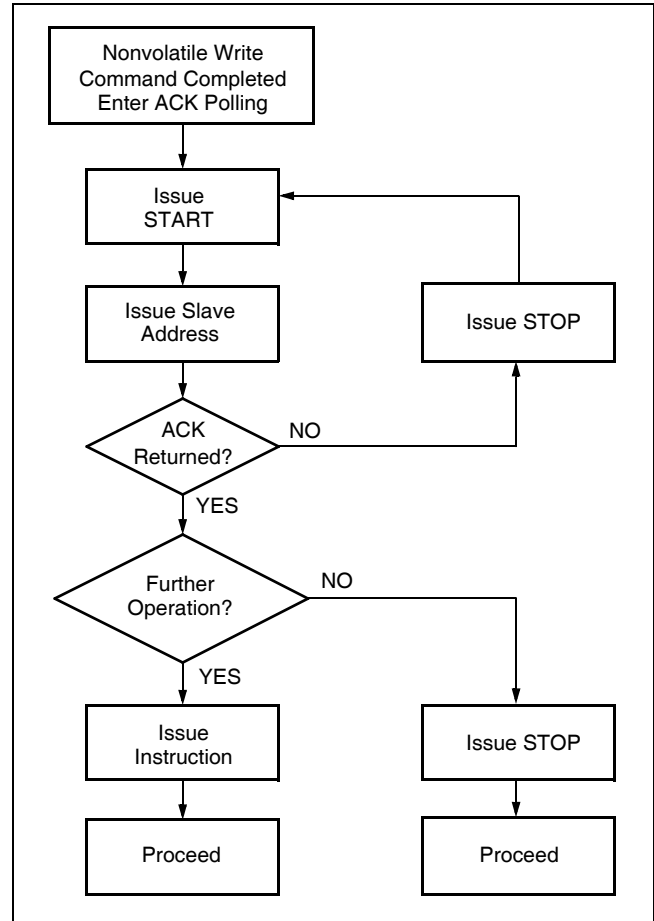 Nonvolatile Write
Command Completed
Enter ACK Polling
Issue
START
Issue Slave
Address
Issue STOP
ACK
Returned?
NO
YES
Further
Operation?
NO
YES
Issue
Instruction
Issue STOP
Proceed
Proceed